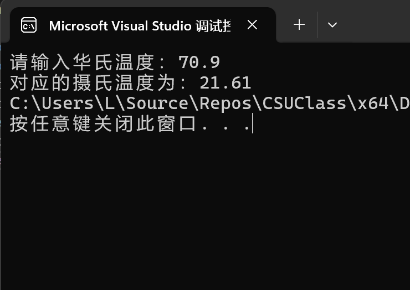 Microsoft Visual Studio 调试
请输入华氏温度: 70.9
对应的摄氏温度为: 21.61
C:\Users\L\Source\Repos\CSUClass\x64\D
按任意键关闭此窗口. . .